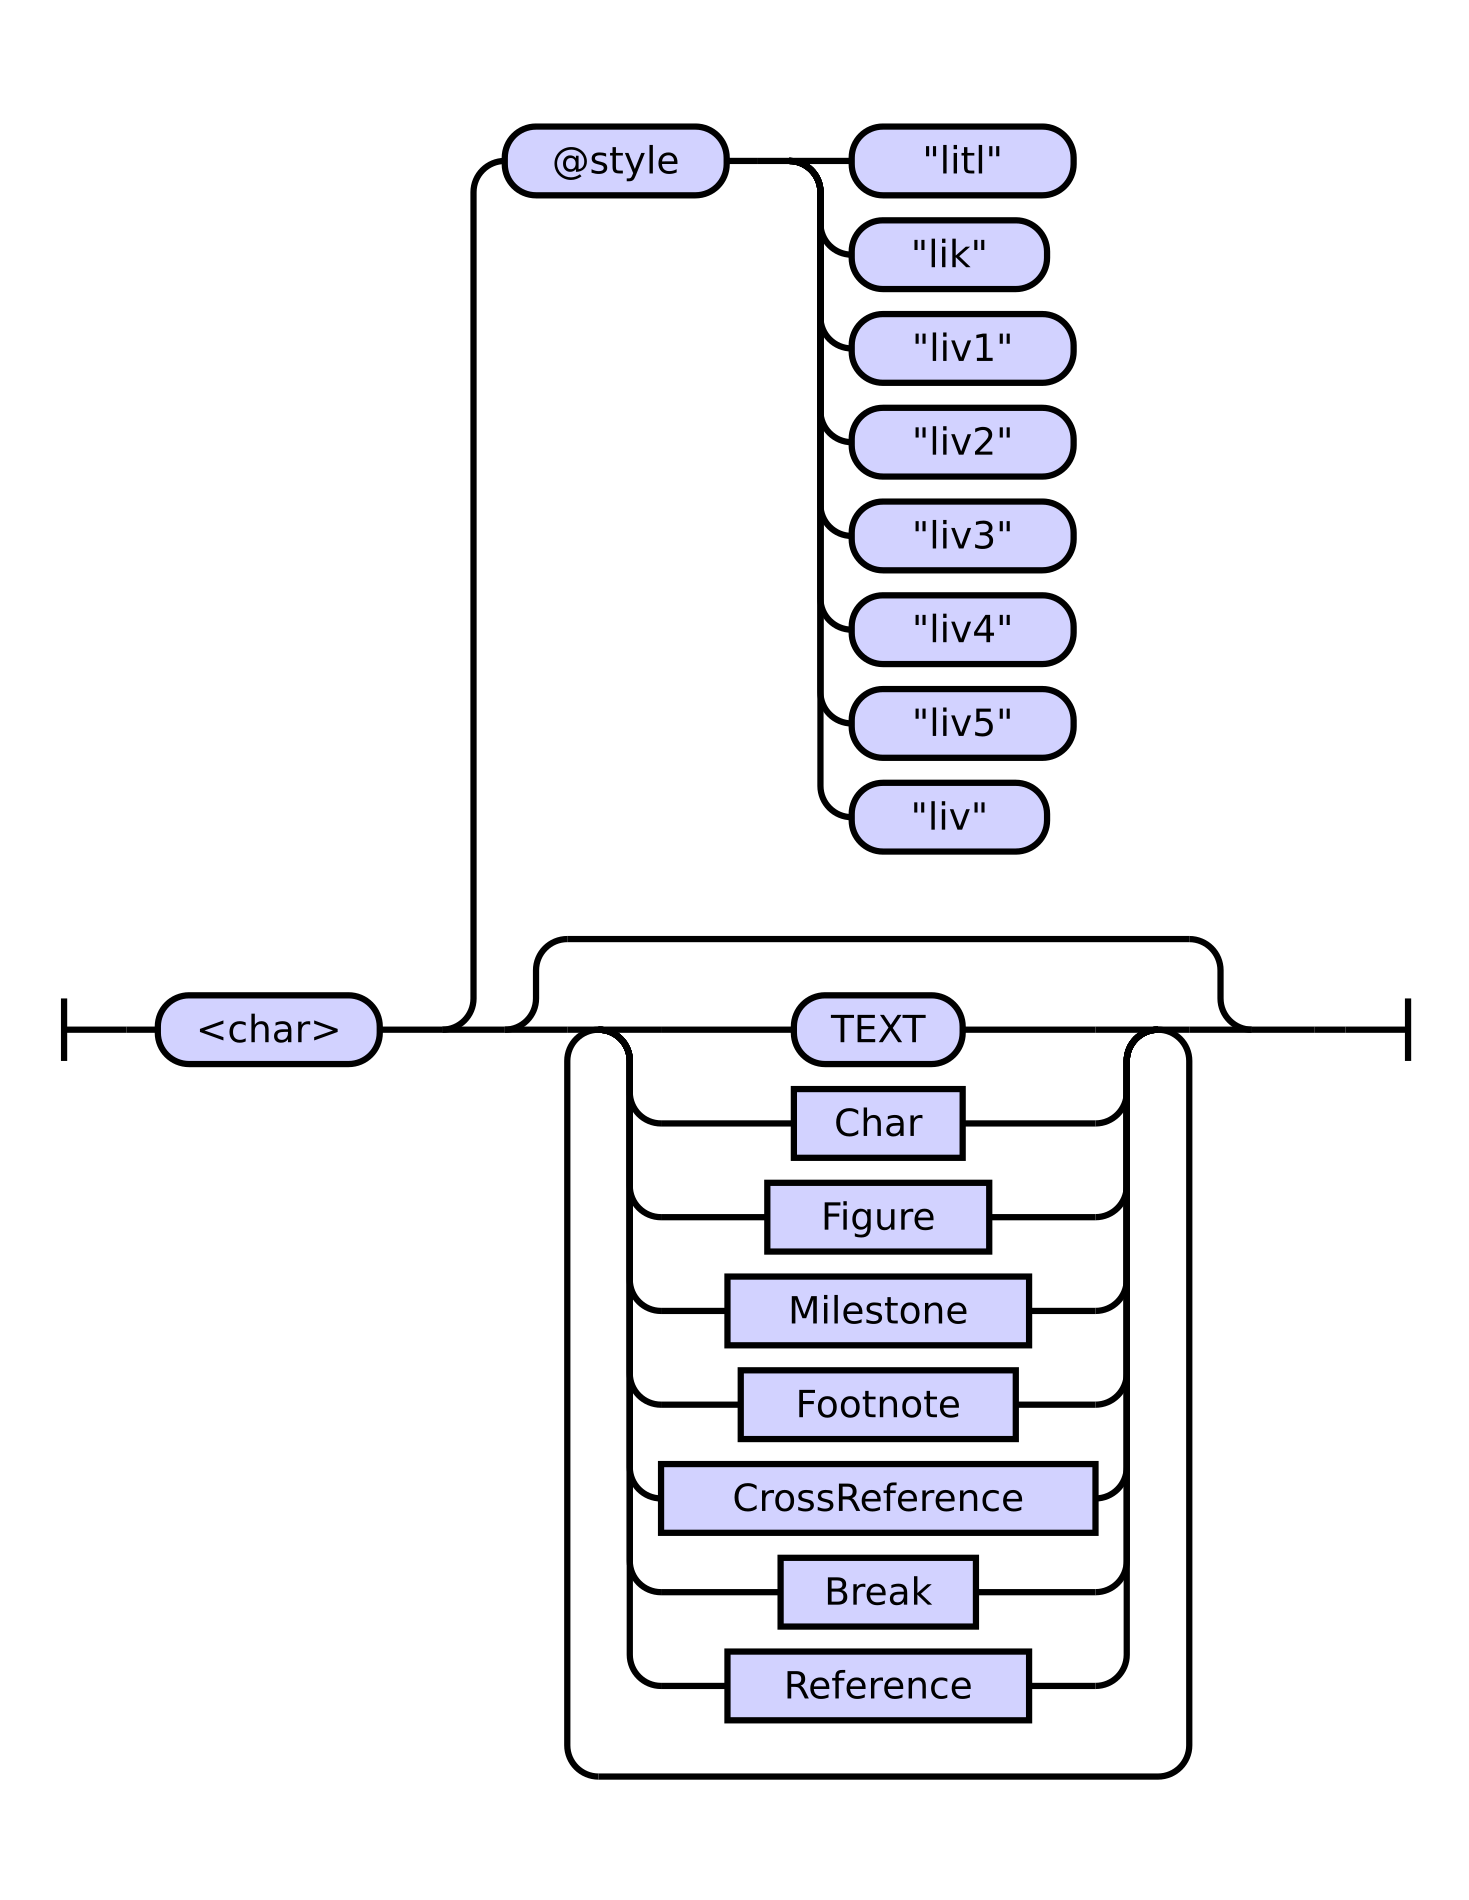 @style
"litl"
"lik"
"liv1"
"liv2"
"liv3"
"liv4"
"liv5"
"liv"
<char>
TEXT
Char
Figure
Milestone
Footnote
CrossReference
Break
Reference